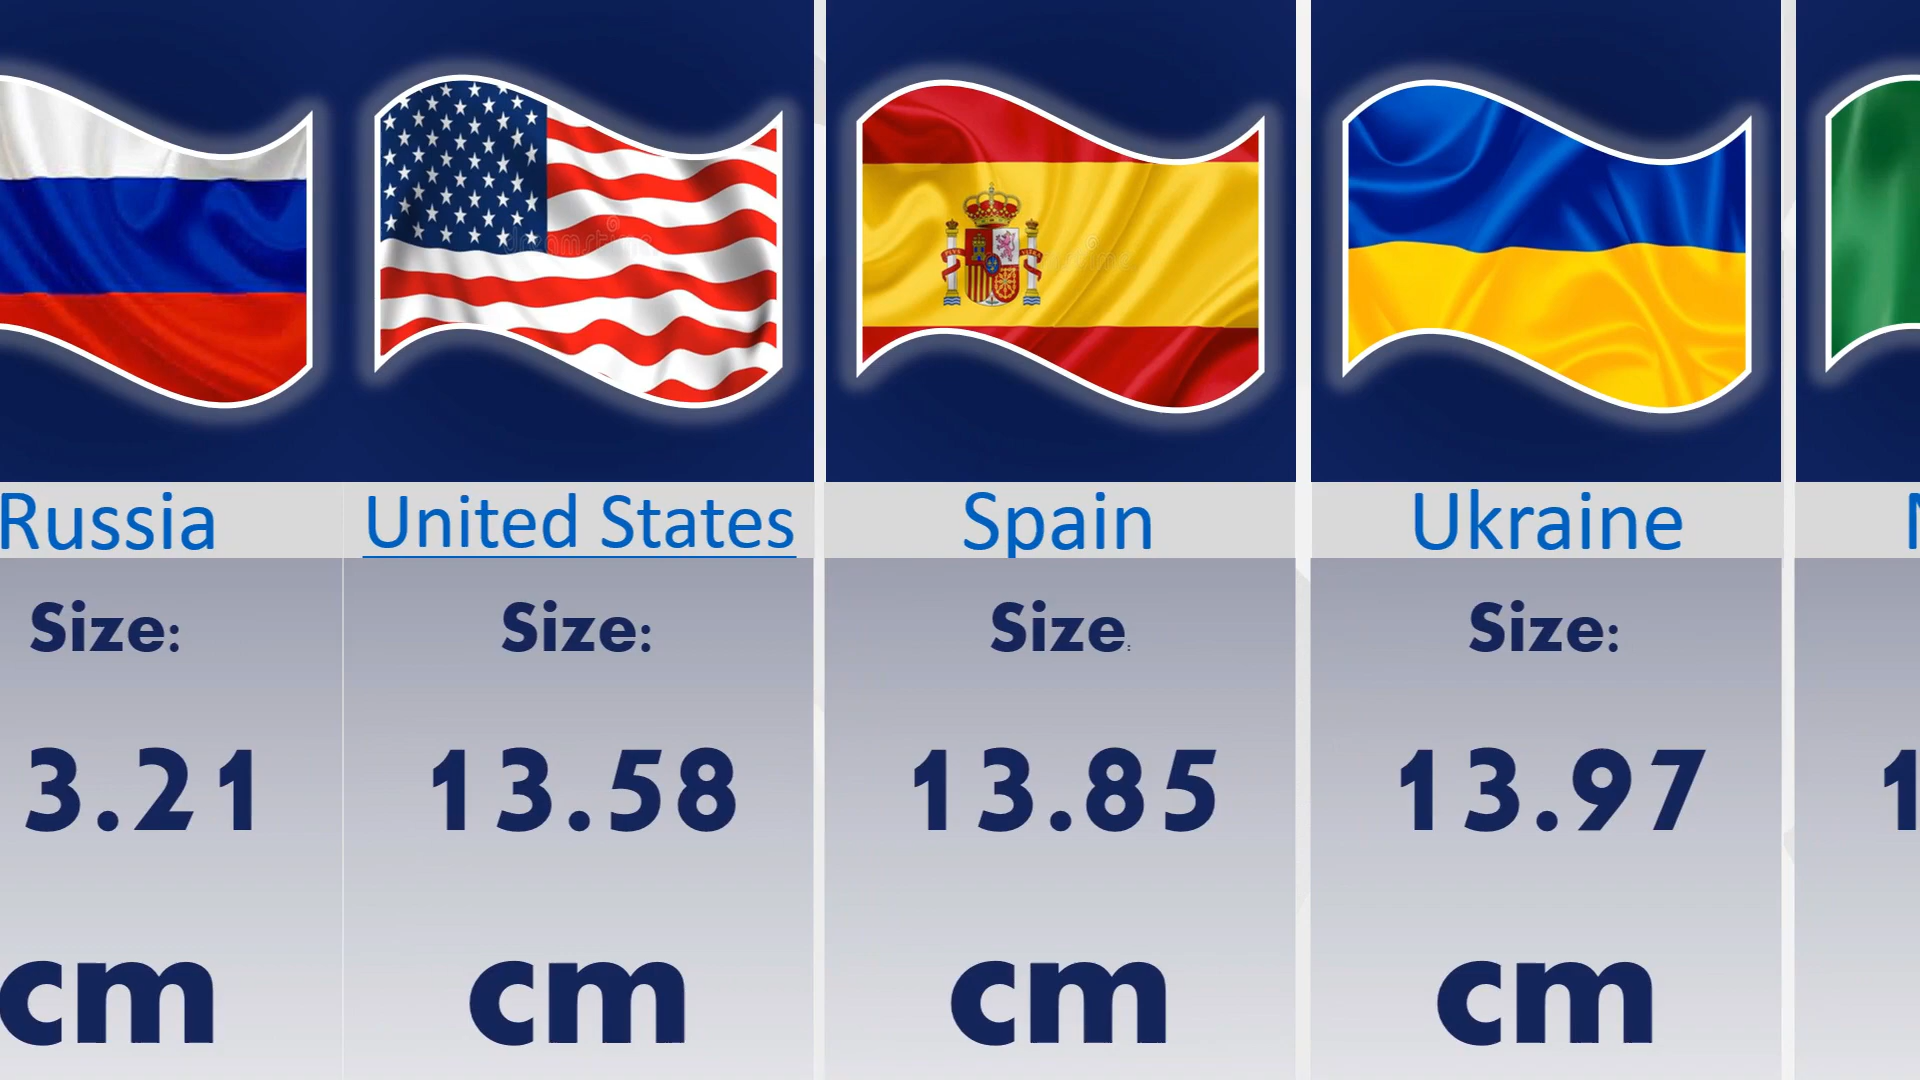 Russia
United States
Spain
Ukraine
Size:
Size:
Size:
Size:
3.21
13.58
13.85
13.97
1
cm
cm
cm
cm